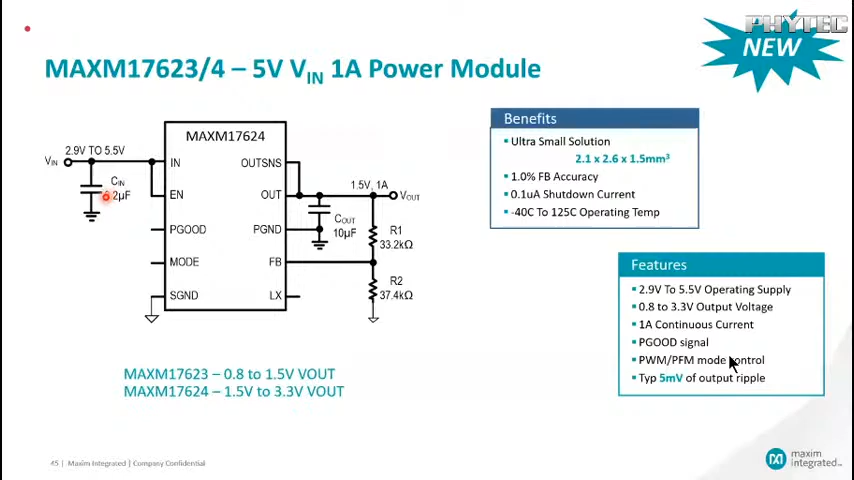 PHYTEC
NEW
MAXM17623/4 – 5V VIN 1A Power Module
MAXM17624
2.9V TO 5.5V
VIN
IN
OUTSNS
CIN
2µF
EN
OUT
1.5V, 1A
VOUT
COUT
10µF
PGOOD
PGND
R1
33.2kΩ
MODE
FB
R2
37.4kΩ
SGND
LX
MAXM17623 – 0.8 to 1.5V VOUT
MAXM17624 – 1.5V to 3.3V VOUT
Benefits
▪ Ultra Small Solution
2.1 x 2.6 x 1.5mm³
▪ 1.0% FB Accuracy
▪ 0.1uA Shutdown Current
▪ -40C To 125C Operating Temp
Features
▪ 2.9V To 5.5V Operating Supply
▪ 0.8 to 3.3V Output Voltage
▪ 1A Continuous Current
▪ PGOOD signal
▪ PWM/PFM mode control
▪ Typ 5mV of output ripple
45 | Maxim Integrated | Company Confidential
maxim
integrated™